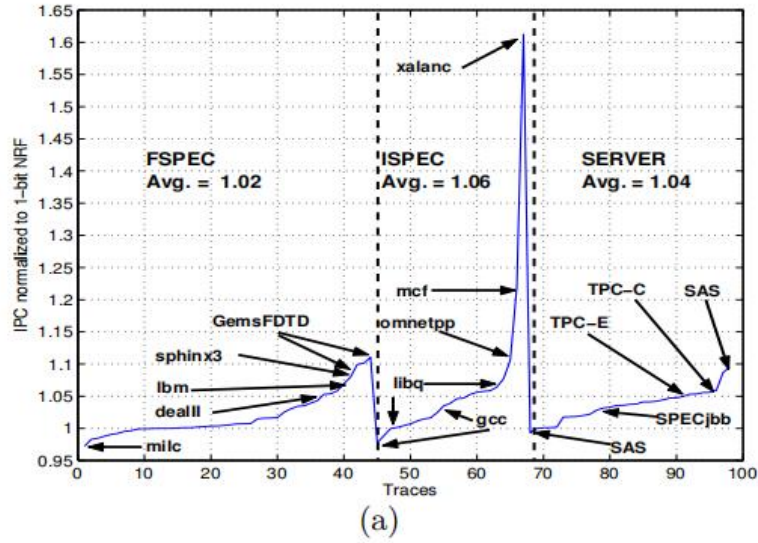 1.65
1.6
1.55
1.5
1.45
1.4
1.35
1.3
1.25
1.2
1.15
1.1
1.05
1
0.95
IPC normalized to 1-bit NRF
xalanc
FSPEC
Avg. = 1.02
ISPEC
Avg. = 1.06
SERVER
Avg. = 1.04
mcf
TPC-C
SAS
GemsFDTD
omnetpp
TPC-E
sphinx3
lbm
libq
dealII
gcc
SPECjbb
milc
SAS
0 10 20 30 40 50 60 70 80 90 100
Traces
(a)